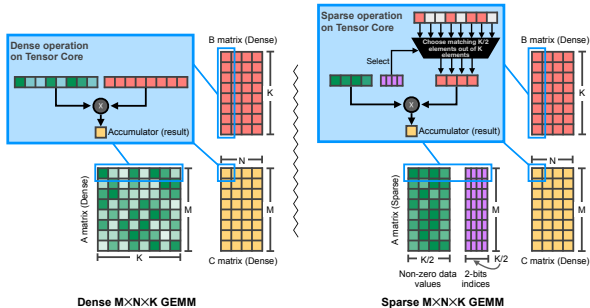 Dense operation
on Tensor Core
B matrix (Dense)
K
X
Accumulator (result)
N
A matrix (Dense)
M
K
C matrix (Dense)
Dense M×N×K GEMM
Sparse operation
on Tensor Core
Choose matching K/2
elements out of K
elements
Select
B matrix (Dense)
K
X
Accumulator (result)
N
A matrix (Sparse)
M
K/2
K/2
Non-zero data
values
2-bits
indices
C matrix (Dense)
Sparse M×N×K GEMM